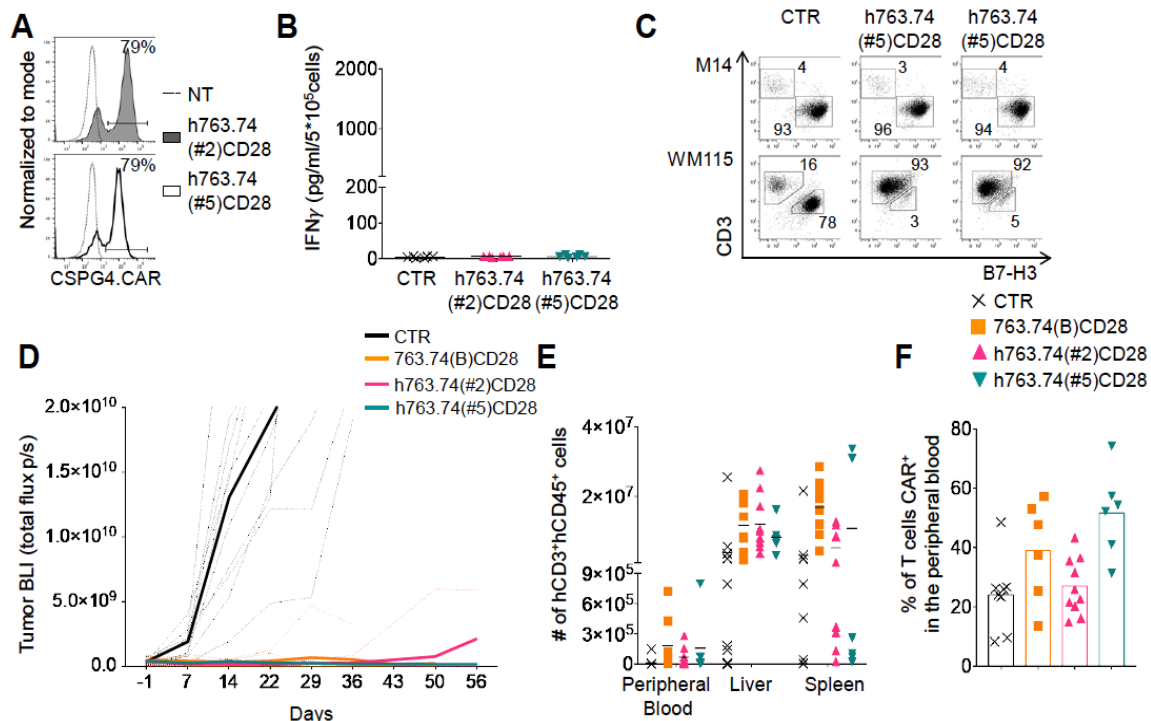 A
79%
79%
Normalized to mode
CSPG4.CAR
NT
h763.74
(#2)CD28
h763.74
(#5)CD28
B
2000
1000
200
100
0
IFNγ (pg/ml/5*10⁵cells)
CTR
h763.74
(#2)CD28
h763.74
(#5)CD28
C
CTR
h763.74
(#5)CD28
h763.74
(#5)CD28
M14
4
93
3
96
4
94
WM115
16
78
93
3
92
5
CD3
B7-H3
D
CTR
763.74(B)CD28
h763.74(#2)CD28
h763.74(#5)CD28
Tumor BLI (total flux p/s)
2.0×10¹⁰
1.5×10¹⁰
1.0×10¹⁰
5.0×10⁹
0.0
-1 7 14 22 29 36 43 50 56
Days
CTR
763.74(B)CD28
h763.74(#2)CD28
h763.74(#5)CD28
E
# of hCD3⁺hCD45⁺ cells
4×10⁷
2×10⁷
9×10⁵
6×10⁵
3×10⁵
0
Peripheral
Blood
Liver
Spleen
F
% of T cells CAR⁺
in the peripheral blood
80
60
40
20
0